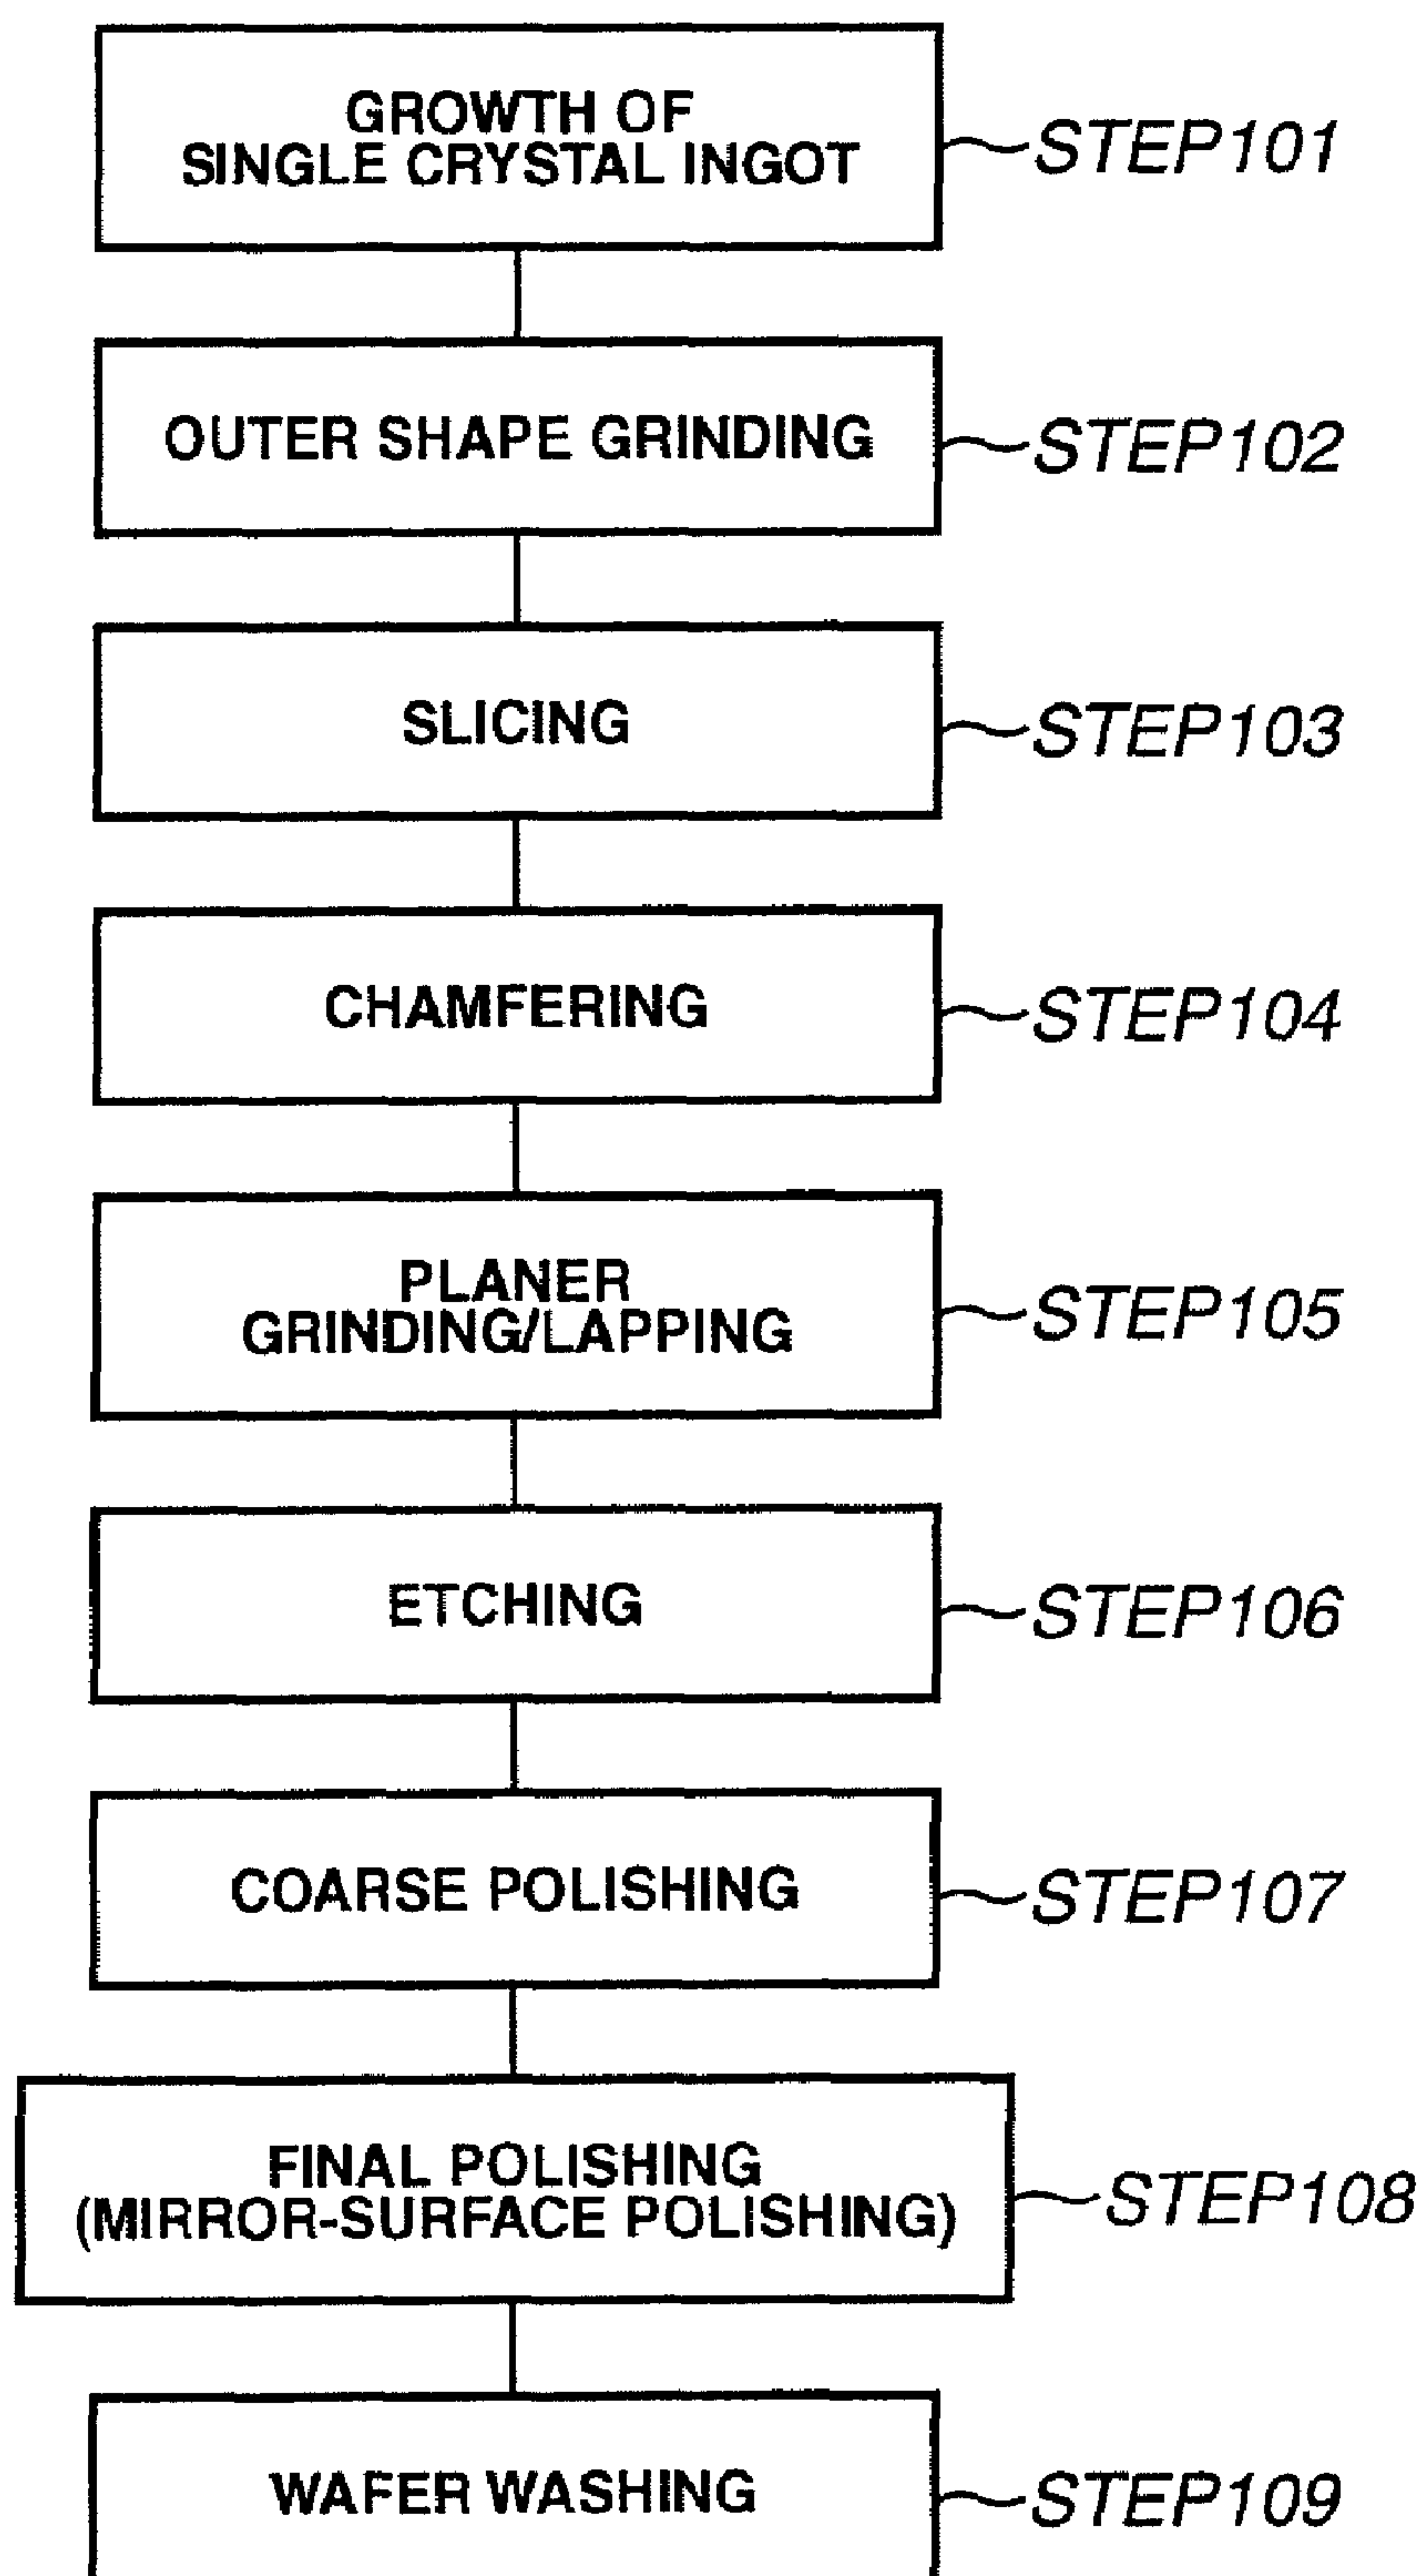 GROWTH OF
SINGLE CRYSTAL INGOT
STEP101
OUTER SHAPE GRINDING
STEP102
SLICING
STEP103
CHAMFERING
STEP104
PLANER
GRINDING/LAPPING
STEP105
ETCHING
STEP106
COARSE POLISHING
STEP107
FINAL POLISHING
(MIRROR-SURFACE POLISHING)
STEP108
WAFER WASHING
STEP109